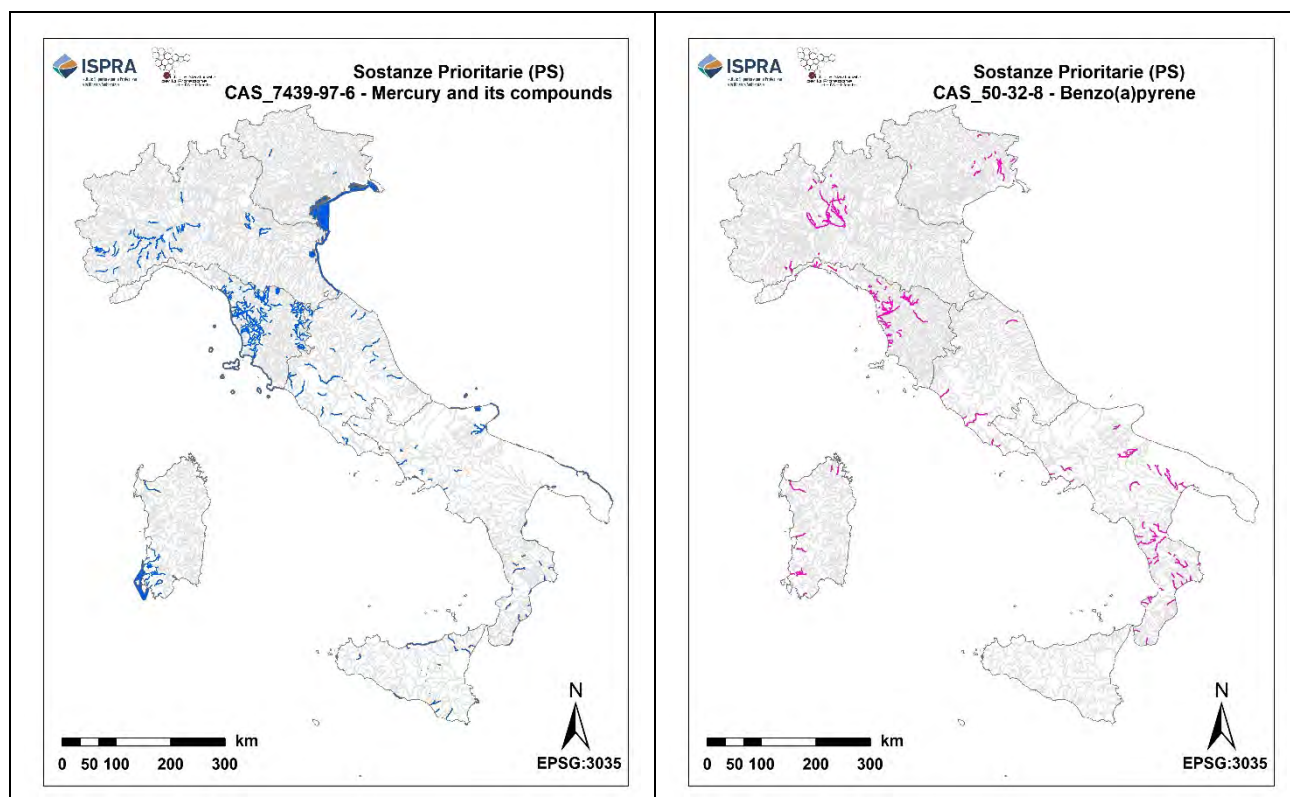 ISPRA
Sostanze Prioritarie (PS)
CAS_7439-97-6 - Mercury and its compounds
N
km
0 50 100 200 300
EPSG:3035
ISPRA
Sostanze Prioritarie (PS)
CAS_50-32-8 - Benzo(a)pyrene
N
km
0 50 100 200 300
EPSG:3035